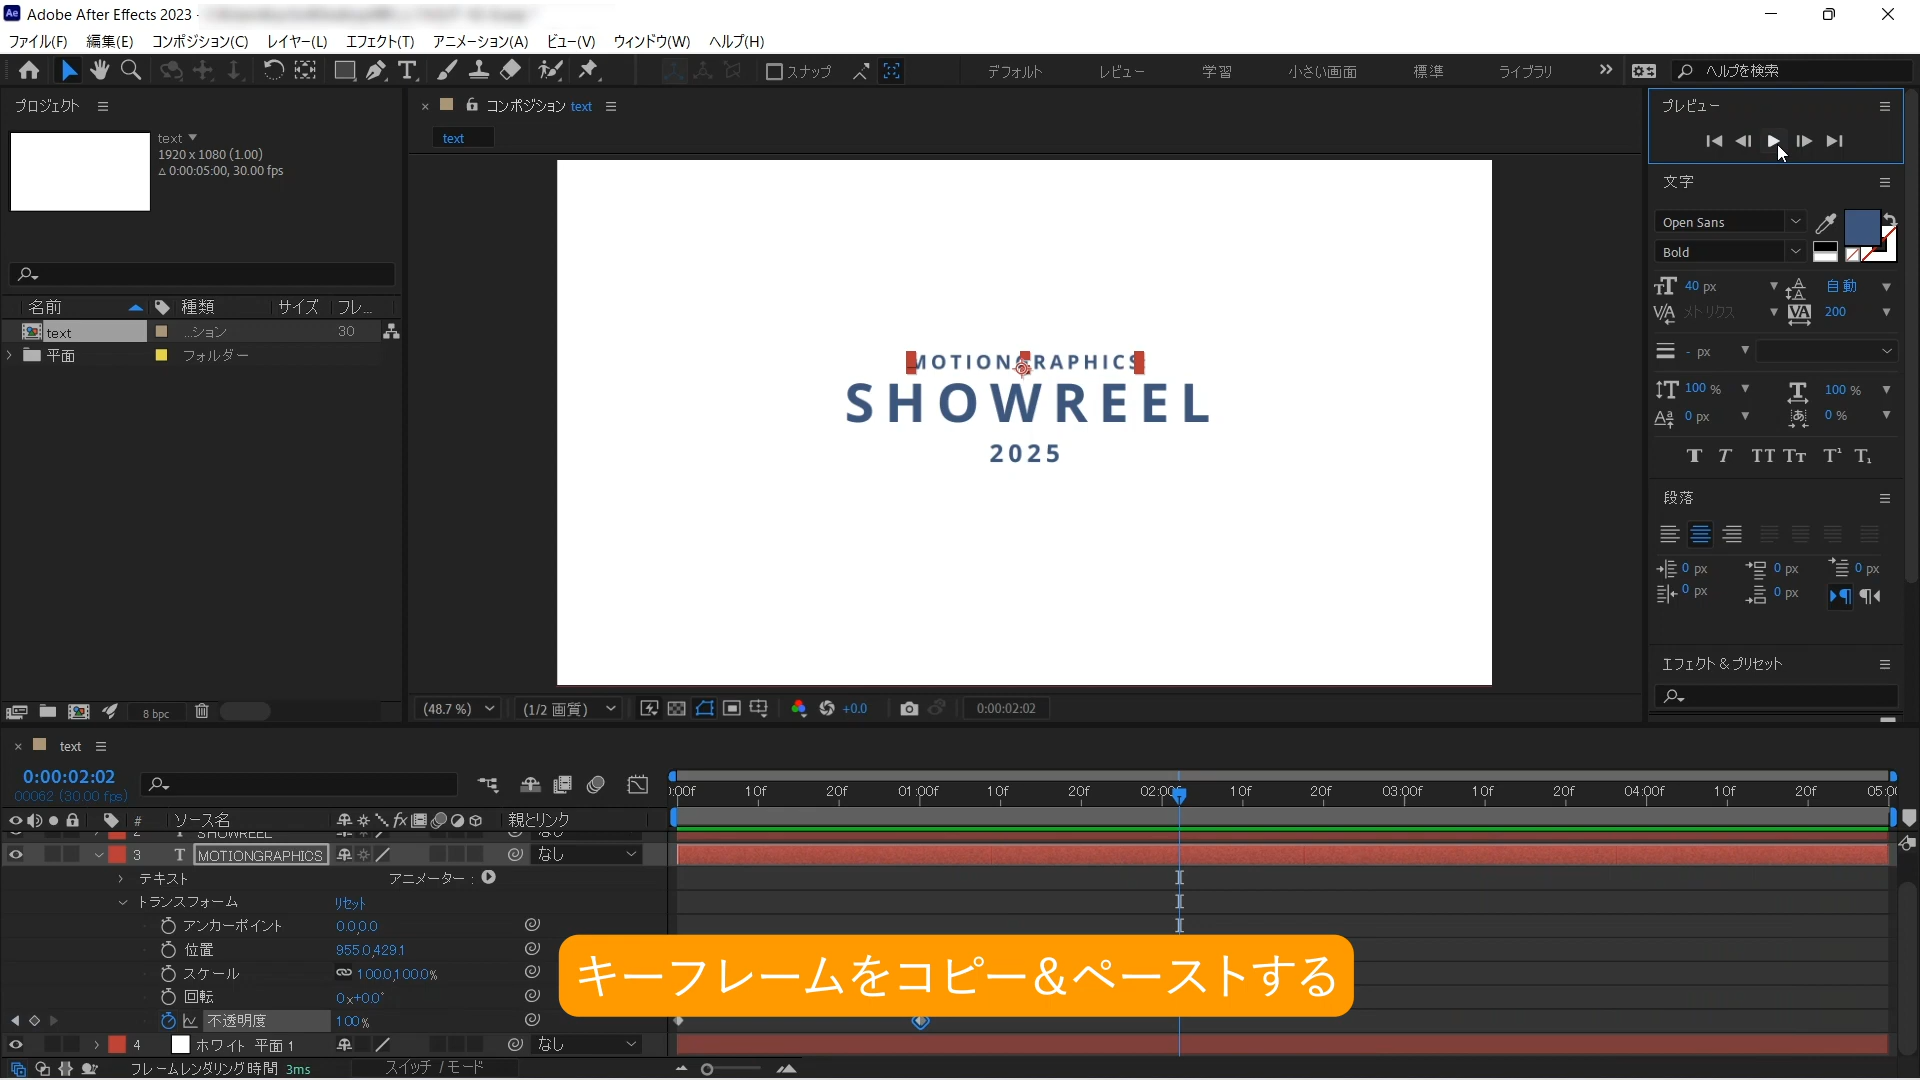 Adobe After Effects 2023 -
ファイル(F) 編集(E) コンポジション(C) レイヤー(L) エフェクト(T) アニメーション(A) ビュー(V) ウィンドウ(W) ヘルプ(H)
スナップ デフォルト レビュー 学習 小さい画面 標準 ライブラリ ヘルプを検索
プロジェクト
text
1920 x 1080 (1.00)
△ 0:00:05:00, 30.00 fps
名前 種類 サイズ フレ...
text ...ション 30
平面 フォルダー
8 bpc
コンポジション text
text
MOTIONGRAPHICS
SHOWREEL
2025
(48.7 %) (1/2 画質) +0.0 0:00:02:02
プレビュー
文字
Open Sans
Bold
40 px 自動
メトリクス 200
- px
100 % 100 %
0 px 0 %
段落
0 px 0 px 0 px
0 px 0 px
エフェクト＆プリセット
text
0:00:02:02
00062 (30.00 fps)
:00f 10f 20f 01:00f 10f 20f 02:00f 10f 20f 03:00f 10f 20f 04:00f 10f 20f 05:00
# ソース名 fx 親とリンク
2 T SHOWREEL なし
3 T MOTIONGRAPHICS なし
テキスト アニメーター :
トランスフォーム リセット
アンカーポイント 0.0,0.0
位置 955.0,429.1
スケール 100.0,100.0%
回転 0x+0.0°
不透明度 100%
4 ホワイト 平面 1 なし
フレームレンダリング時間 3ms スイッチ / モード
キーフレームをコピー＆ペーストする